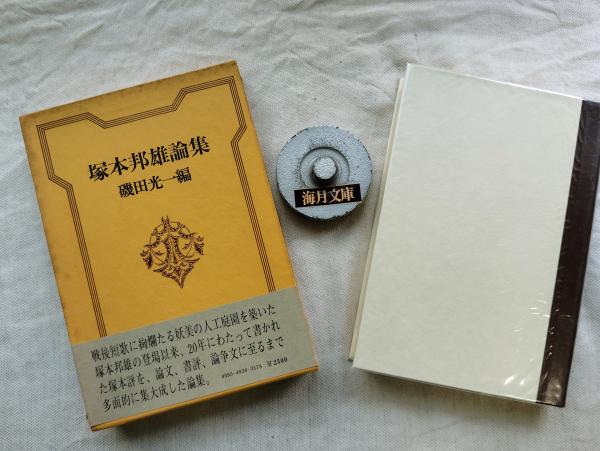 塚本邦雄論集
磯田光一編
海月文庫
戦後短歌に絢爛たる妖美の人工庭園を築いた
塚本邦雄の登場以来、20年にわたって書かれ
た塚本評を、論文、書評、論争文に至るまで
多面的に集大成した論集。
0095-4038-3175 ¥2500